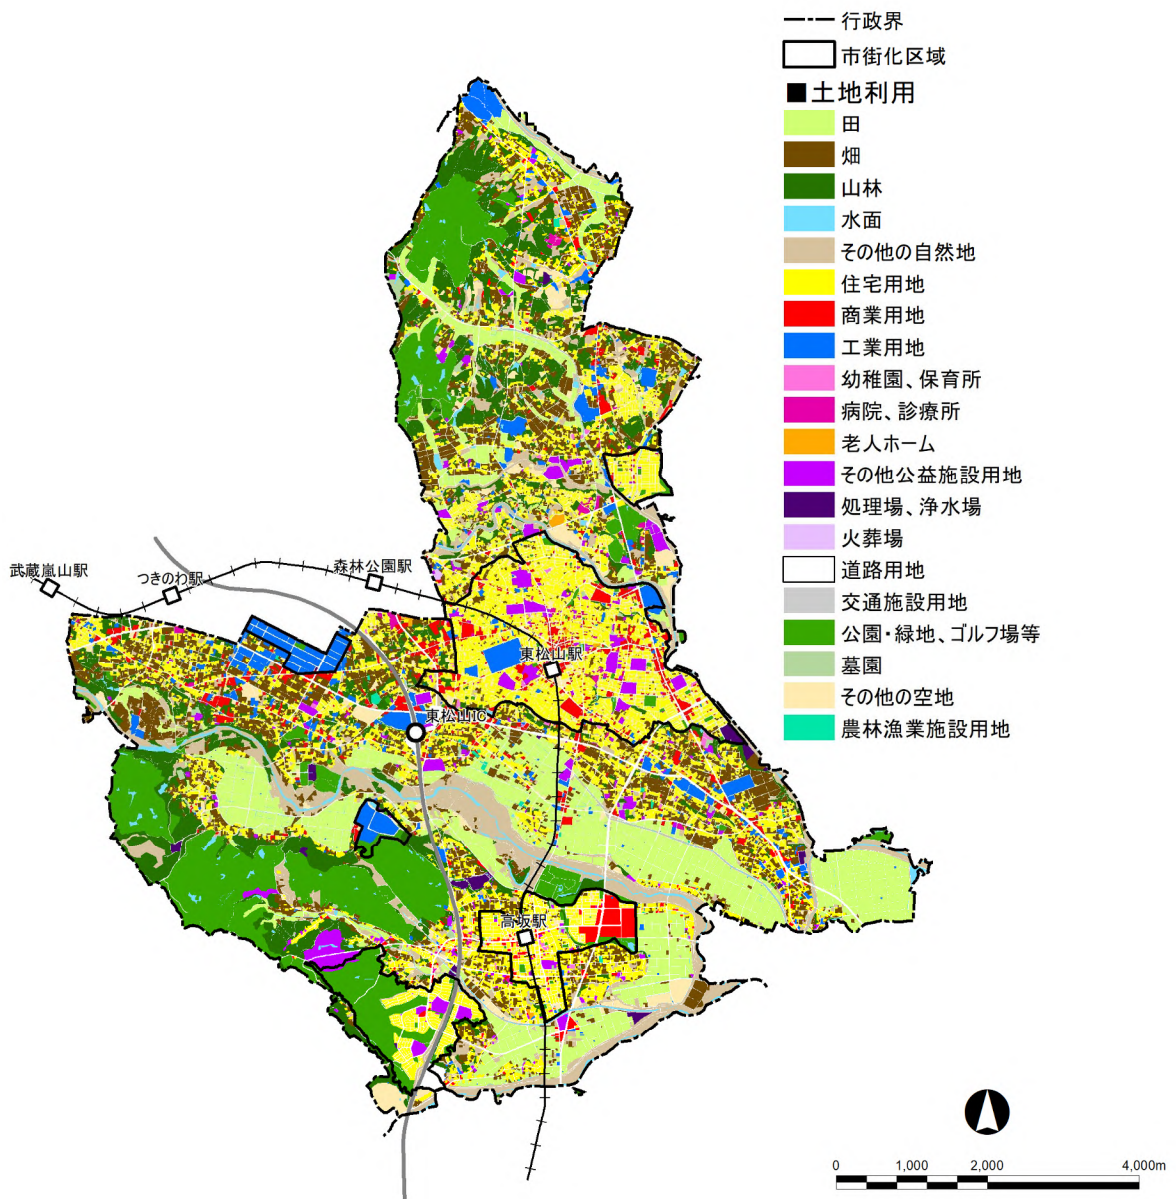 行政界
市街化区域
■土地利用
田
畑
山林
水面
その他の自然地
住宅用地
商業用地
工業用地
幼稚園、保育所
病院、診療所
老人ホーム
その他公益施設用地
処理場、浄水場
火葬場
道路用地
交通施設用地
公園・緑地、ゴルフ場等
墓園
その他の空地
農林漁業施設用地
武蔵嵐山駅
つきのわ駅
森林公園駅
東松山駅
東松山IC
高坂駅
0 1,000 2,000 4,000m